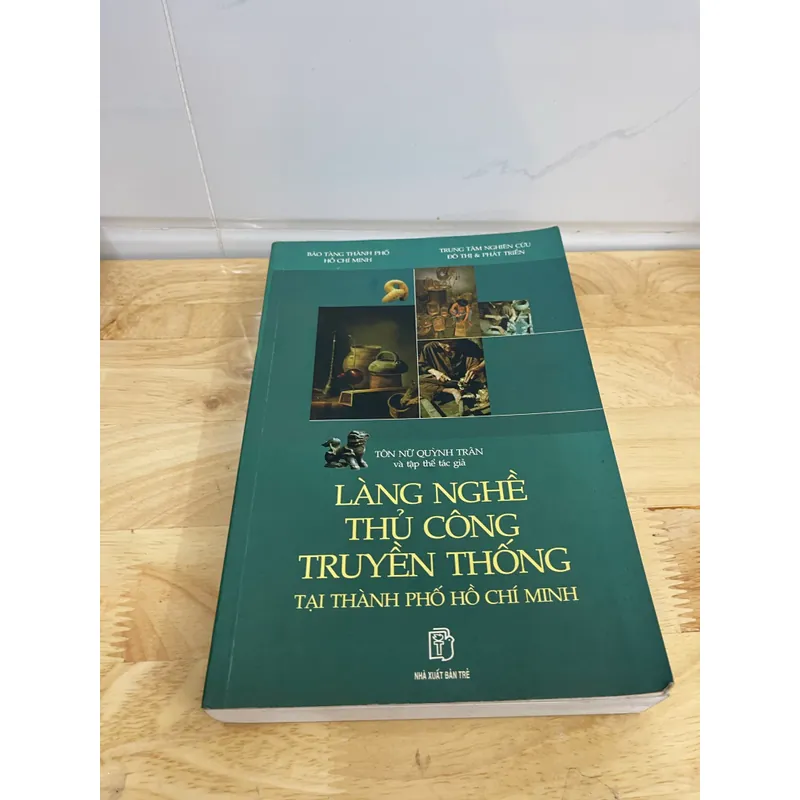 BẢO TÀNG THÀNH PHỐ
HỒ CHÍ MINH
TRUNG TÂM NGHIÊN CỨU
ĐÔ THỊ & PHÁT TRIỂN
TÔN NỮ QUỲNH TRÂN
và tập thể tác giả
LÀNG NGHỀ
THỦ CÔNG
TRUYỀN THỐNG
TẠI THÀNH PHỐ HỒ CHÍ MINH
NHÀ XUẤT BẢN TRẺ